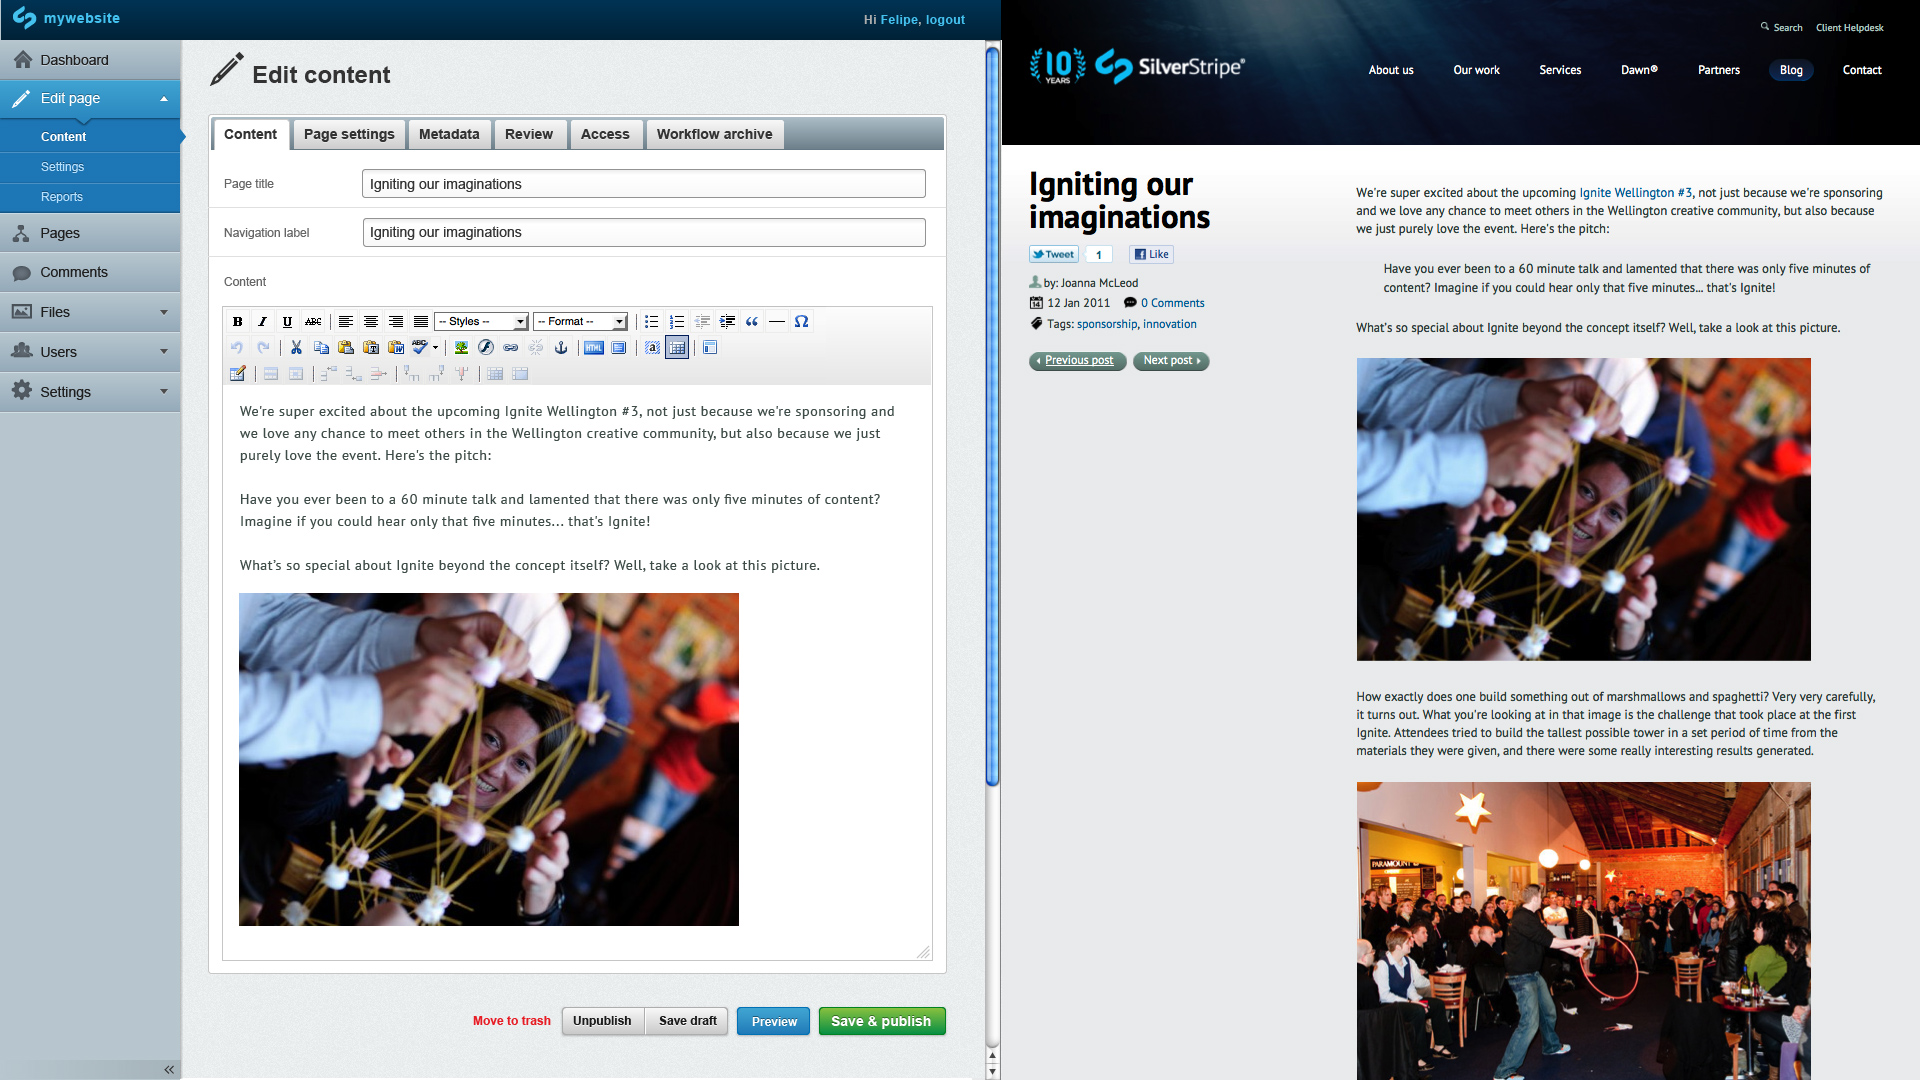 mywebsite
Hi Felipe, logout
Dashboard
Edit page
Content
Settings
Reports
Pages
Comments
Files
Users
Settings
Edit content
Content
Page settings
Metadata
Review
Access
Workflow archive
Page title
Igniting our imaginations
Navigation label
Igniting our imaginations
Content
B I U ABC
-- Styles --
-- Format --
HTML
We're super excited about the upcoming Ignite Wellington #3, not just because we're sponsoring and
we love any chance to meet others in the Wellington creative community, but also because we just
purely love the event. Here's the pitch:
Have you ever been to a 60 minute talk and lamented that there was only five minutes of content?
Imagine if you could hear only that five minutes... that's Ignite!
What's so special about Ignite beyond the concept itself? Well, take a look at this picture.
Move to trash
Unpublish
Save draft
Preview
Save & publish
Search
Client Helpdesk
10
YEARS
SilverStripe®
About us
Our work
Services
Dawn®
Partners
Blog
Contact
Igniting our
imaginations
Tweet
1
Like
by: Joanna McLeod
12 Jan 2011
0 Comments
Tags: sponsorship, innovation
Previous post
Next post
We're super excited about the upcoming Ignite Wellington #3, not just because we're sponsoring
and we love any chance to meet others in the Wellington creative community, but also because
we just purely love the event. Here's the pitch:
Have you ever been to a 60 minute talk and lamented that there was only five minutes of
content? Imagine if you could hear only that five minutes... that's Ignite!
What's so special about Ignite beyond the concept itself? Well, take a look at this picture.
How exactly does one build something out of marshmallows and spaghetti? Very very carefully,
it turns out. What you're looking at in that image is the challenge that took place at the first
Ignite. Attendees tried to build the tallest possible tower in a set period of time from the
materials they were given, and there were some really interesting results generated.
PARAMOUNT